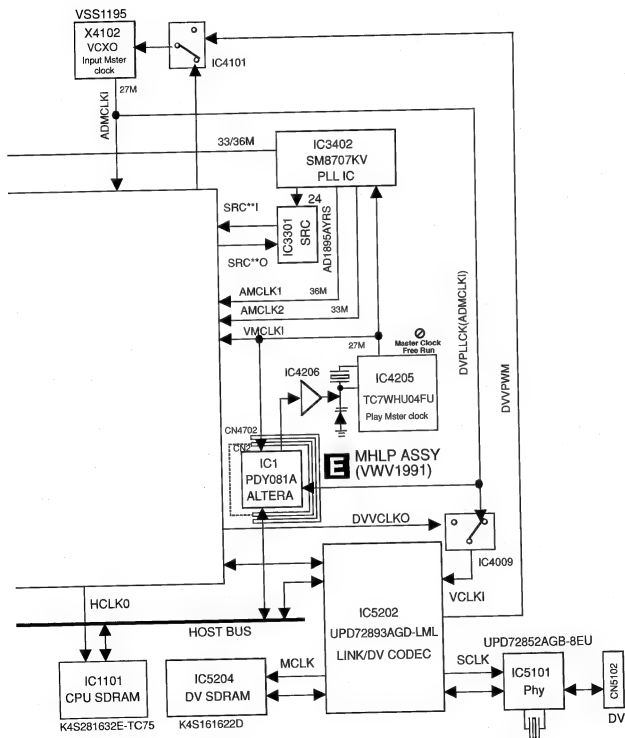 VSS1195
X4102
VCXO
Input Mster
clock
IC4101
27M
ADMCLKI
33/36M
IC3402
SM8707KV
PLL IC
24
SRC**I
IC3301
SRC
AD1895AYRS
SRC**O
AMCLK1
36M
AMCLK2
33M
VMCLKI
27M
Master Clock
Free Run
DVPLLCK(ADMCLKI)
DVVPWM
IC4206
IC4205
TC7WHU04FU
Play Mster clock
CN4702
CN2
IC1
PDY081A
ALTERA
E MHLP ASSY
(VWV1991)
DVVCLKO
IC4009
VCLKI
HCLK0
HOST BUS
IC5202
UPD72893AGD-LML
LINK/DV CODEC
UPD72852AGB-8EU
MCLK
SCLK
IC1101
CPU SDRAM
K4S281632E-TC75
IC5204
DV SDRAM
K4S161622D
IC5101
Phy
CN5102
DV